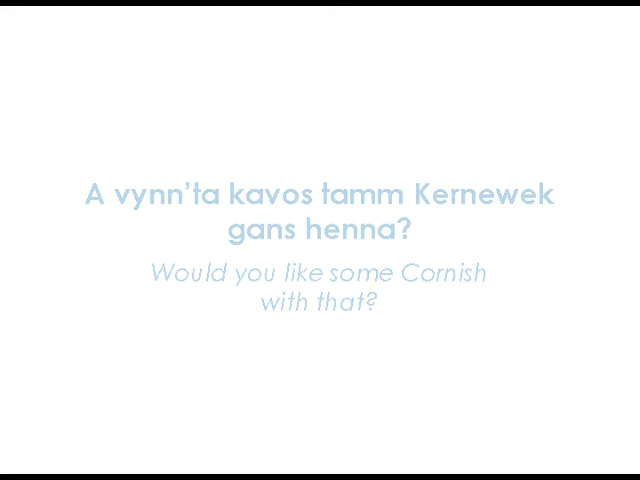 A vynn’ta kavos tamm Kernewek
gans henna?
Would you like some Cornish
with that?